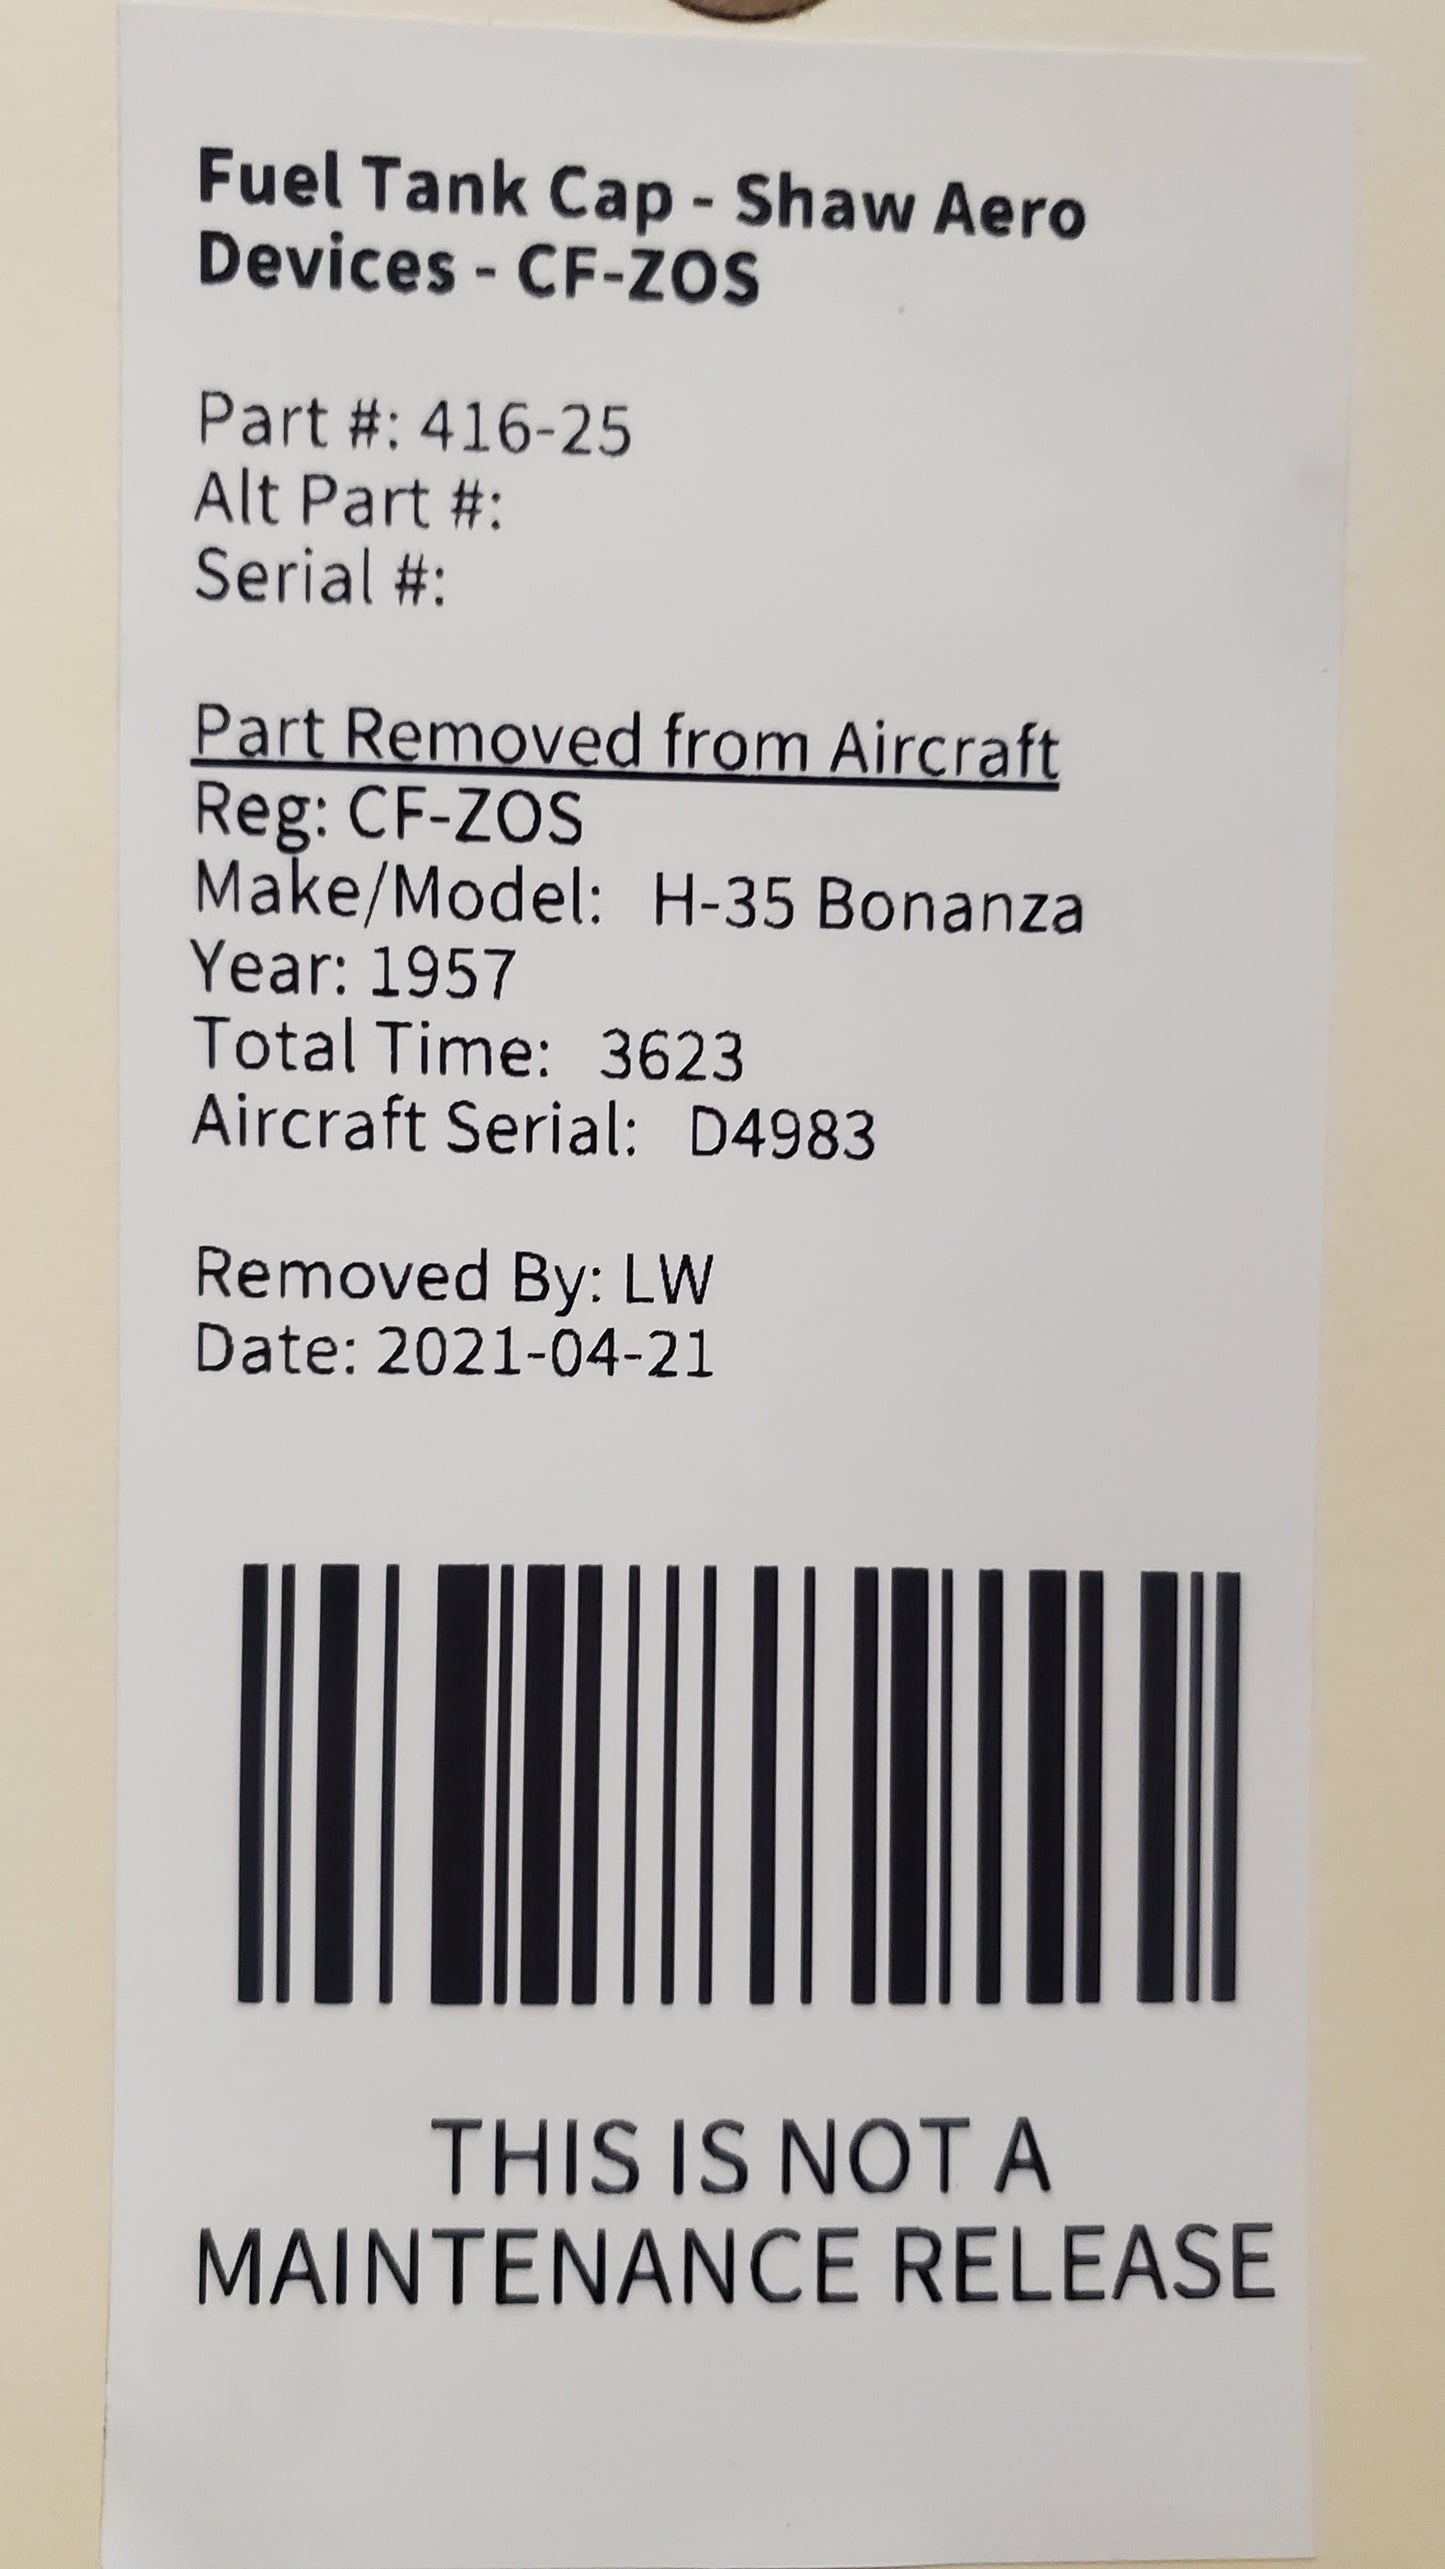 Fuel Tank Cap - Shaw Aero
Devices - CF-ZOS
Part #: 416-25
Alt Part #:
Serial #:
Part Removed from Aircraft
Reg: CF-ZOS
Make/Model: H-35 Bonanza
Year: 1957
Total Time: 3623
Aircraft Serial: D4983
Removed By: LW
Date: 2021-04-21
THIS IS NOT A
MAINTENANCE RELEASE